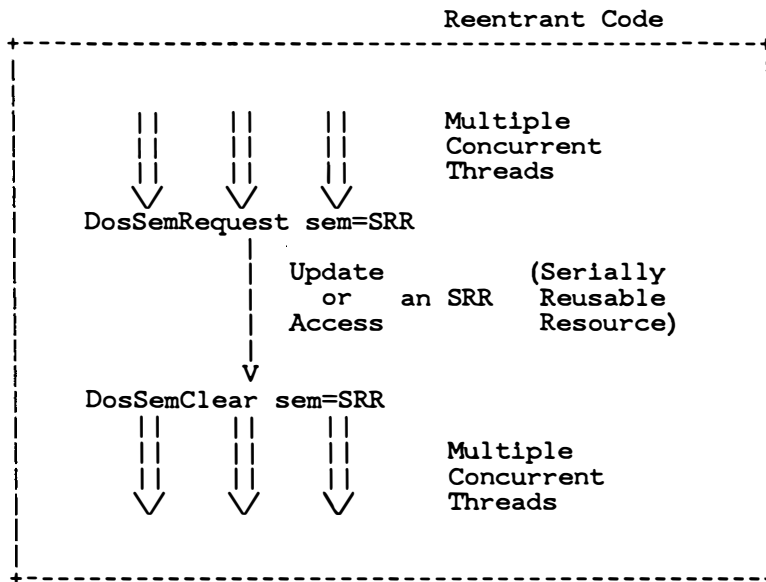 Reentrant Code
Multiple
Concurrent
Threads
DosSemRequest sem=SRR
Update (Serially
or an SRR Reusable
Access Resource)
DosSemClear sem=SRR
Multiple
Concurrent
Threads